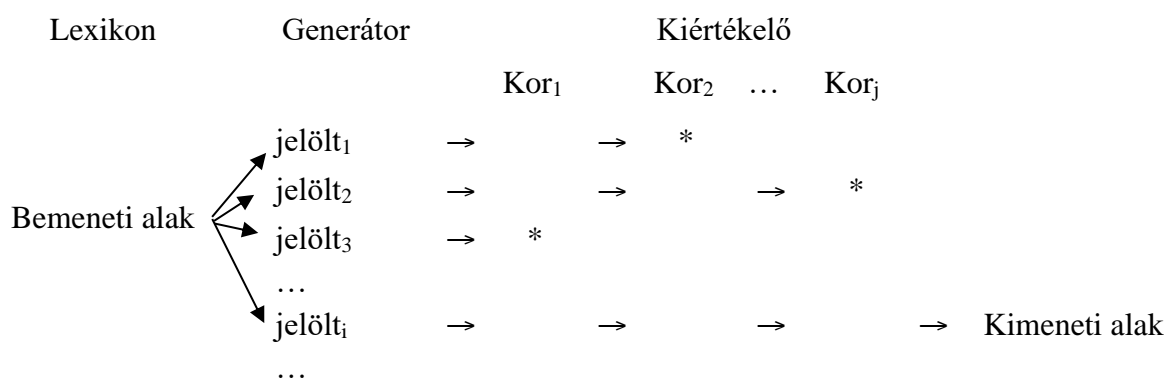 Lexikon Generátor Kiértékelő
Kor₁ Kor₂ … Korⱼ
jelölt₁ → → *
jelölt₂ → → → *
Bemeneti alak
jelölt₃ → *
…
jelöltᵢ → → → → Kimeneti alak
…